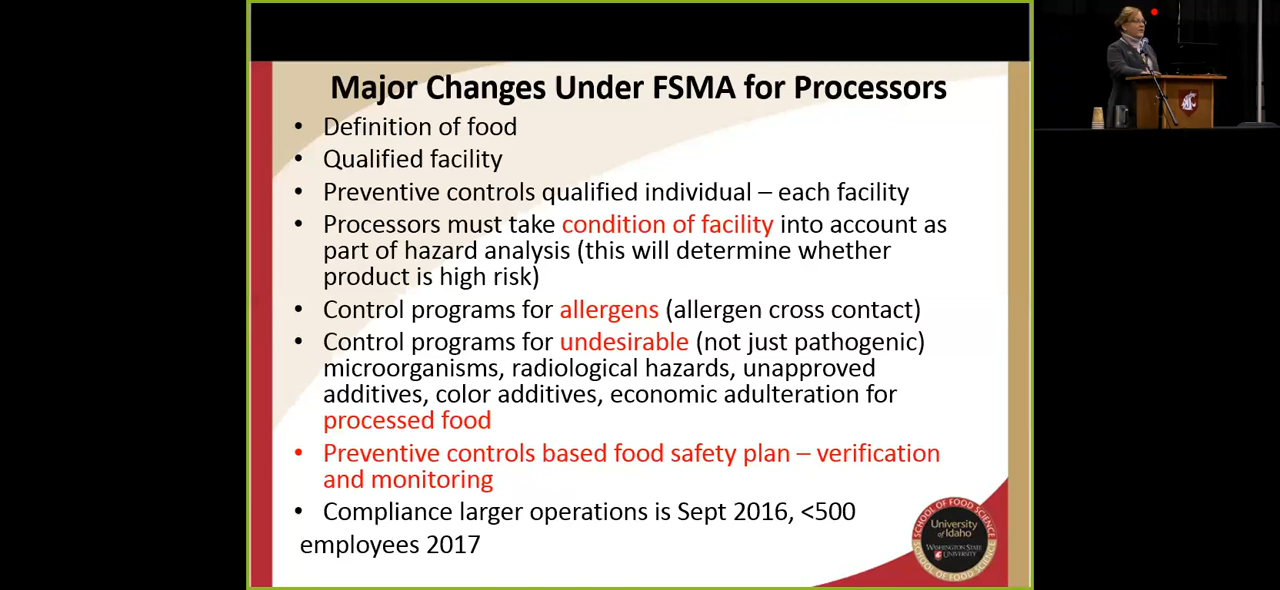 Major Changes Under FSMA for Processors
• Definition of food
• Qualified facility
• Preventive controls qualified individual – each facility
• Processors must take condition of facility into account as
part of hazard analysis (this will determine whether
product is high risk)
• Control programs for allergens (allergen cross contact)
• Control programs for undesirable (not just pathogenic)
microorganisms, radiological hazards, unapproved
additives, color additives, economic adulteration for
processed food
• Preventive controls based food safety plan – verification
and monitoring
• Compliance larger operations is Sept 2016, <500
employees 2017
SCHOOL OF FOOD SCIENCE
University
of Idaho
WASHINGTON STATE
UNIVERSITY
SCHOOL OF FOOD SCIENCE